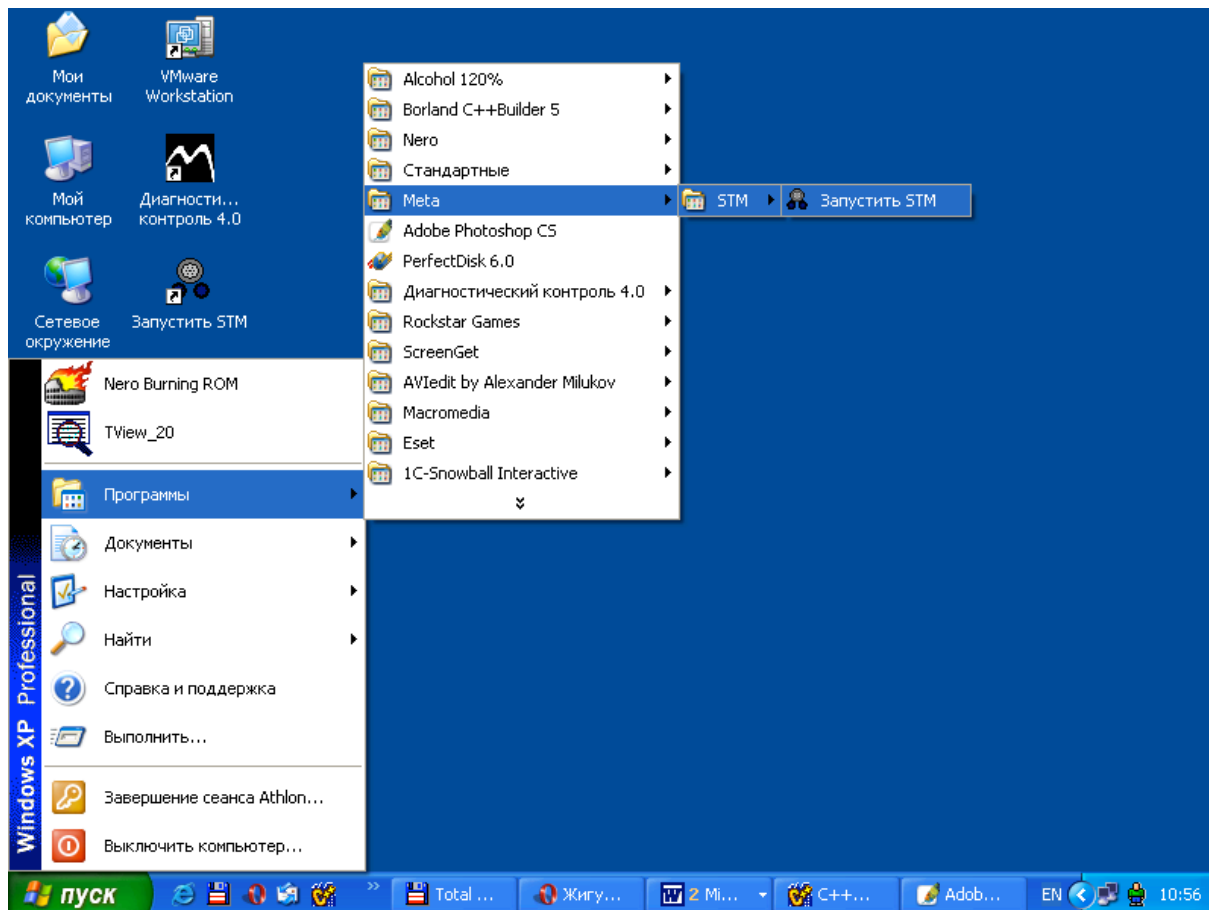 Мои
документы
VMware
Workstation
Мой
компьютер
Диагности...
контроль 4.0
Сетевое
окружение
Запустить STM
Alcohol 120%
Borland C++Builder 5
Nero
Стандартные
Meta
Adobe Photoshop CS
PerfectDisk 6.0
Диагностический контроль 4.0
Rockstar Games
ScreenGet
AVIedit by Alexander Milukov
Macromedia
Eset
1C-Snowball Interactive
STM
Запустить STM
Nero Burning ROM
TView_20
Программы
Документы
Настройка
Найти
Справка и поддержка
Выполнить...
Завершение сеанса Athlon...
Выключить компьютер...
Windows XP Professional
пуск
Total ...
Жигу...
2 Mi...
C++...
Adob...
EN
10:56